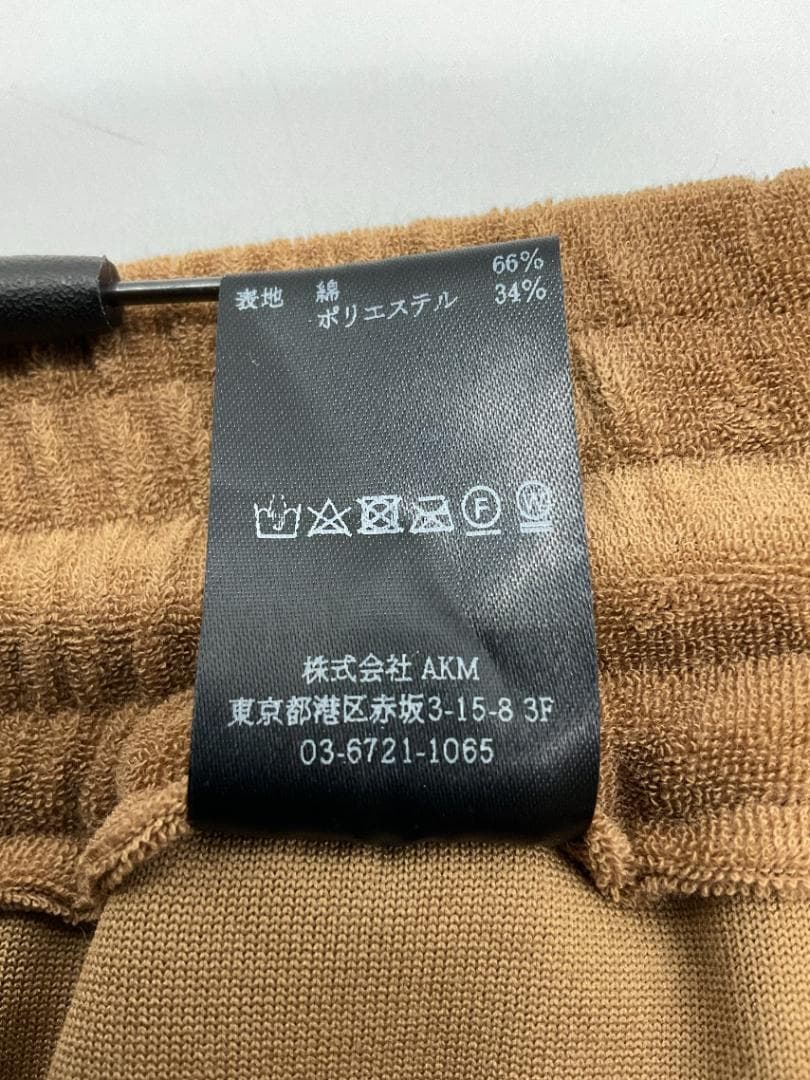 表地 綿 66%
ポリエステル 34%
F
W
株式会社 AKM
東京都港区赤坂3-15-8 3F
03-6721-1065